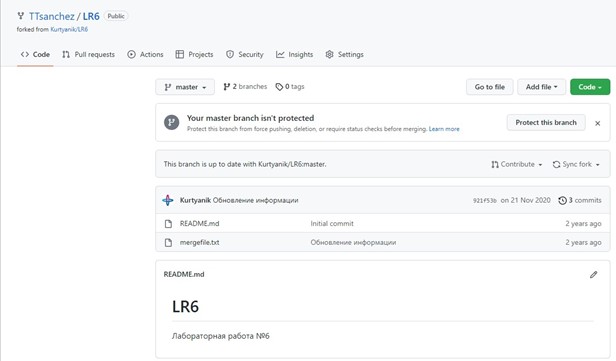 TTsanchez / LR6 Public
forked from Kurtyanik/LR6
Code Pull requests Actions Projects Security Insights Settings
master 2 branches 0 tags Go to file Add file Code
Your master branch isn't protected
Protect this branch from force pushing, deletion, or require status checks before merging. Learn more
Protect this branch
This branch is up to date with Kurtyanik/LR6:master. Contribute Sync fork
Kurtyanik Обновление информации 921f53b on 21 Nov 2020 3 commits
README.md Initial commit 2 years ago
mergefile.txt Обновление информации 2 years ago
README.md
LR6
Лабораторная работа №6